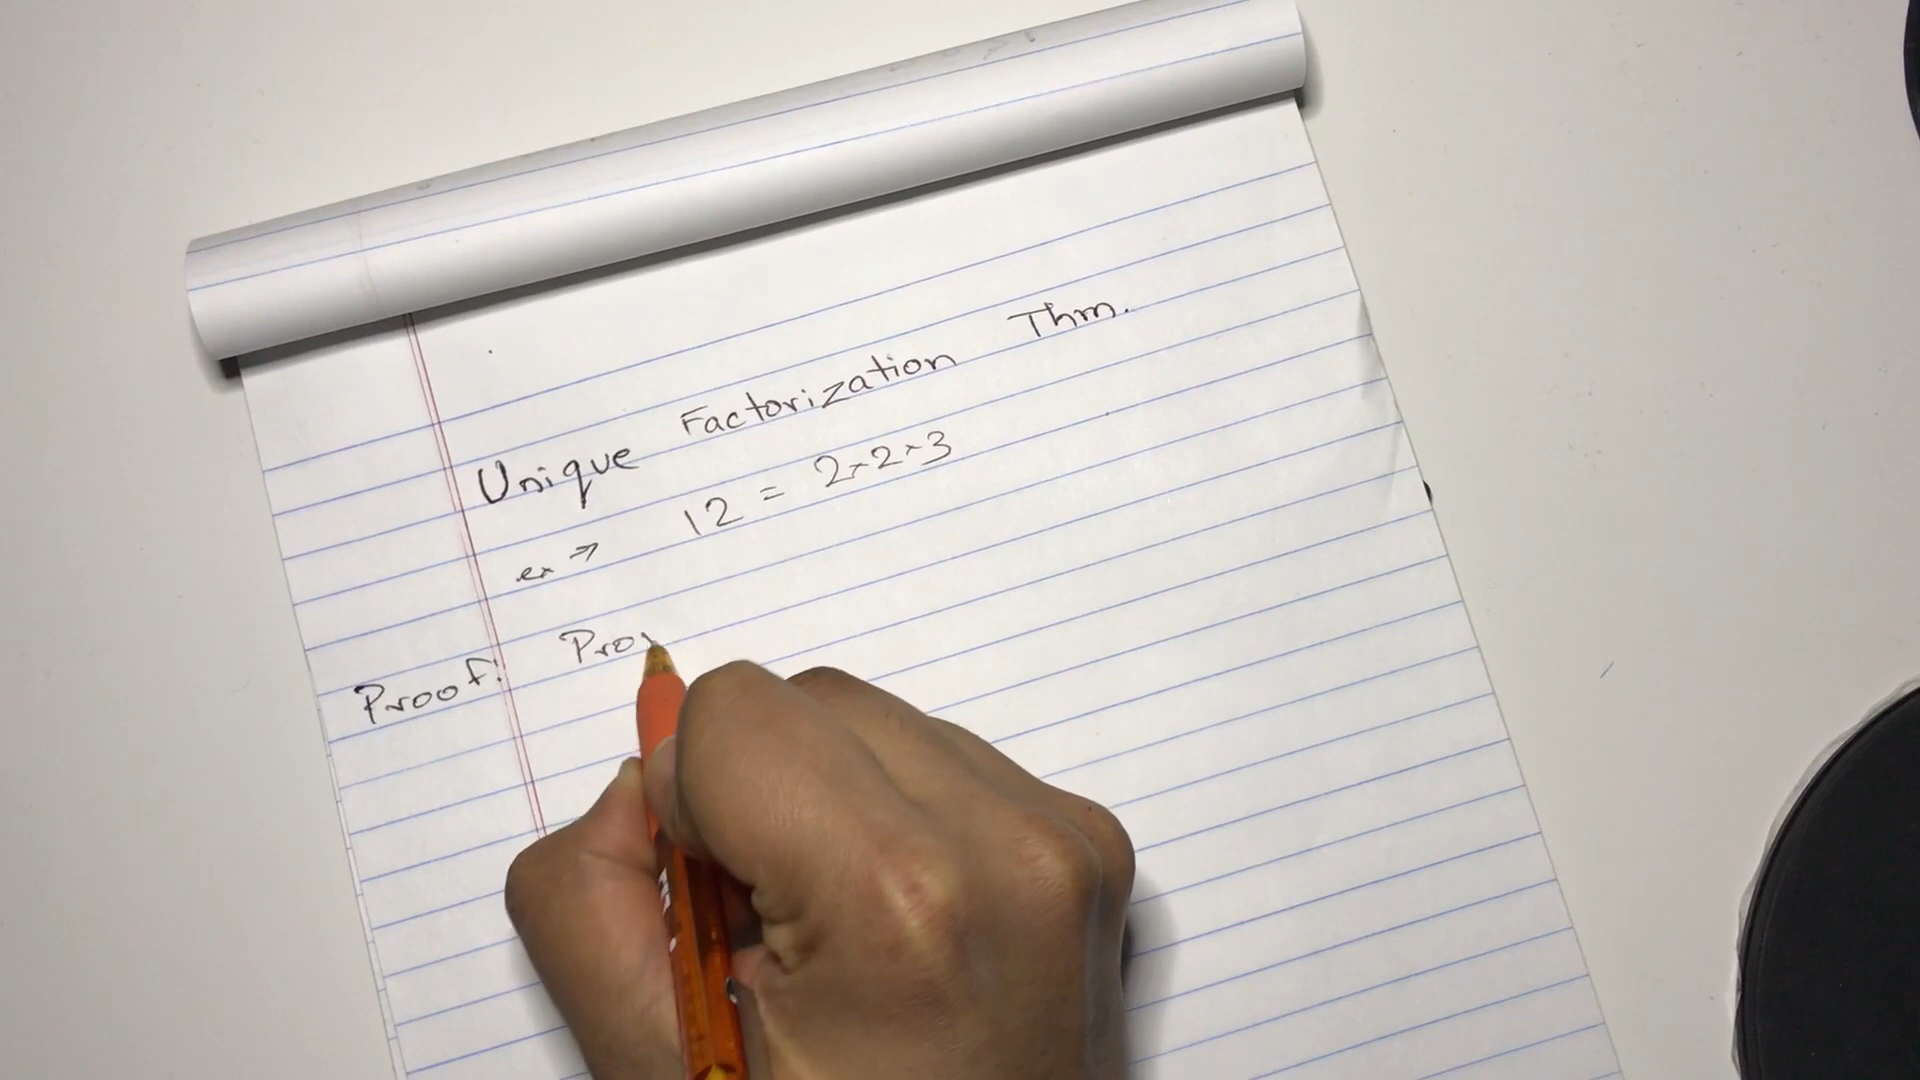 Unique Factorization Thm.
ex → 12 = 2×2×3
Proof: Pro